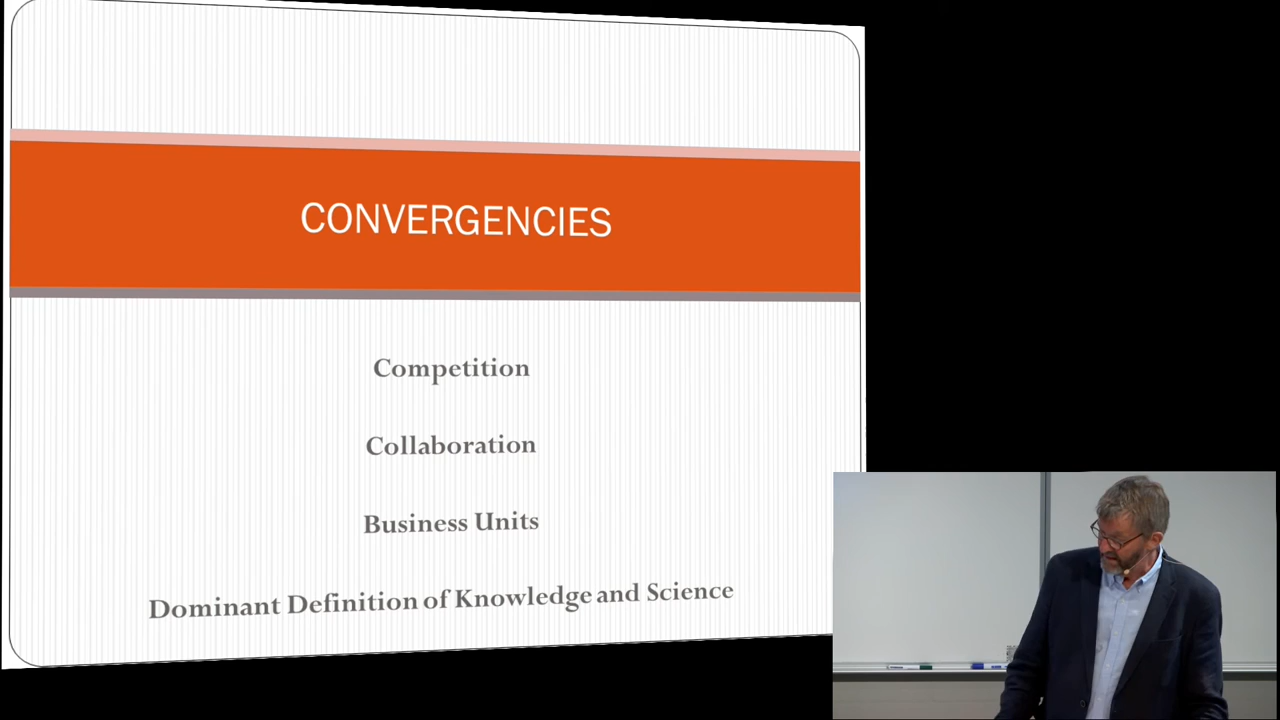 CONVERGENCIES
Competition
Collaboration
Business Units
Dominant Definition of Knowledge and Science